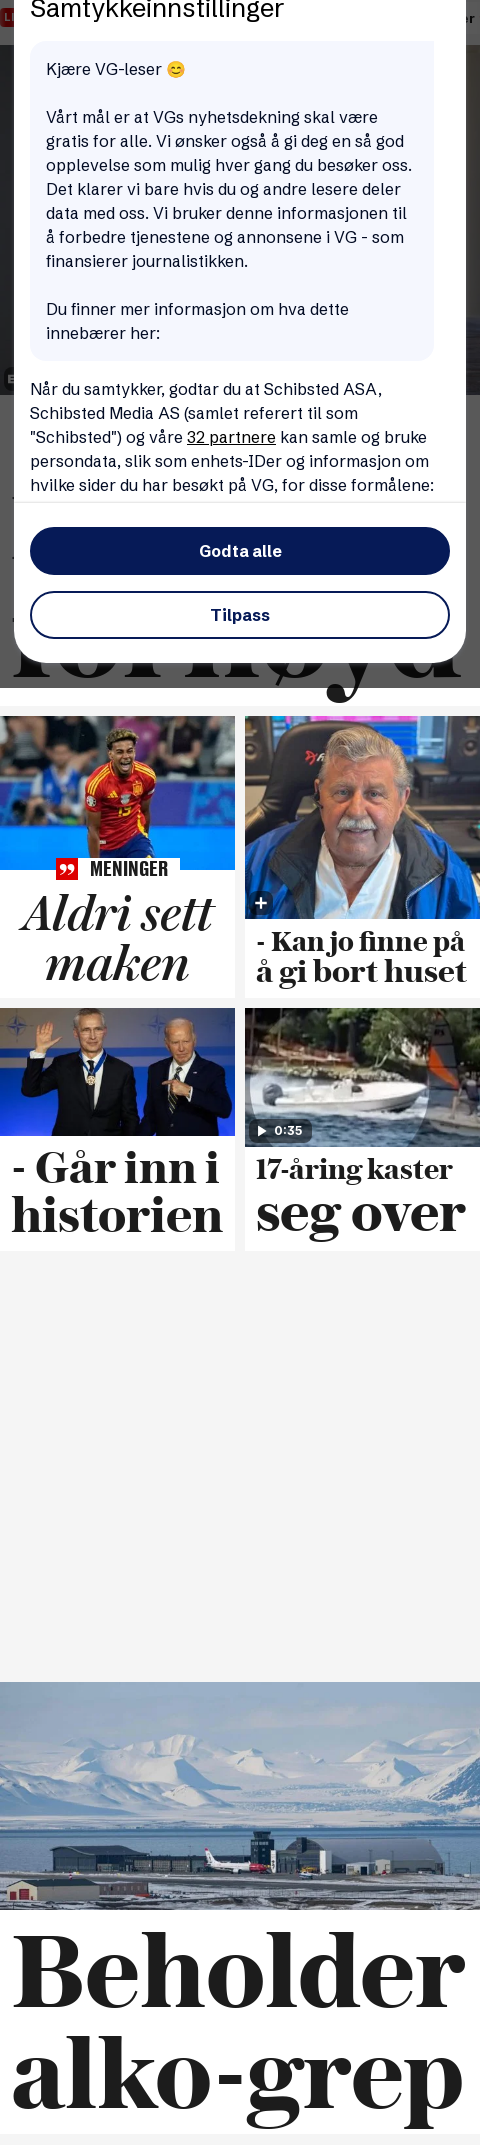 Samtykkeinnstillinger
Kjære VG-leser 😊
Vårt mål er at VGs nyhetsdekning skal være
gratis for alle. Vi ønsker også å gi deg en så god
opplevelse som mulig hver gang du besøker oss.
Det klarer vi bare hvis du og andre lesere deler
data med oss. Vi bruker denne informasjonen til
å forbedre tjenestene og annonsene i VG - som
finansierer journalistikken.
Du finner mer informasjon om hva dette
innebærer her:
Når du samtykker, godtar du at Schibsted ASA,
Schibsted Media AS (samlet referert til som
"Schibsted") og våre 32 partnere kan samle og bruke
persondata, slik som enhets-IDer og informasjon om
hvilke sider du har besøkt på VG, for disse formålene:
Godta alle
Tilpass
fornøyd
MENINGER
Aldri sett
maken
- Kan jo finne på
å gi bort huset
- Går inn i
historien
0:35
17-åring kaster
seg over
Beholder
alko-grep